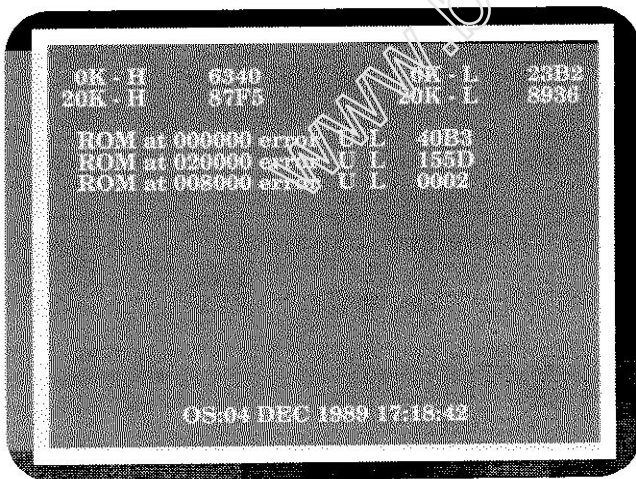 www.b
0K - H 6340 0K - L 23B2
20K - H 87F5 20K - L 8936
ROM at 000000 error U L 40B3
ROM at 020000 error U L 155D
ROM at 008000 error U L 0002
OS:04 DEC 1989 17:18:42